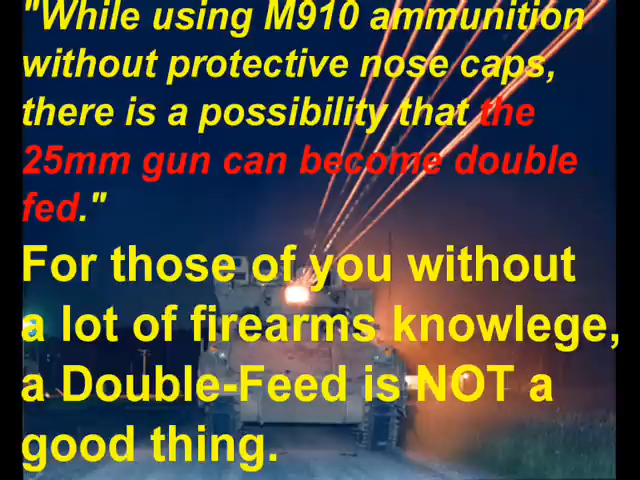 "While using M910 ammunition
without protective nose caps,
there is a possibility that the
25mm gun can become double
fed."
For those of you without
a lot of firearms knowlege,
a Double-Feed is NOT a
good thing.